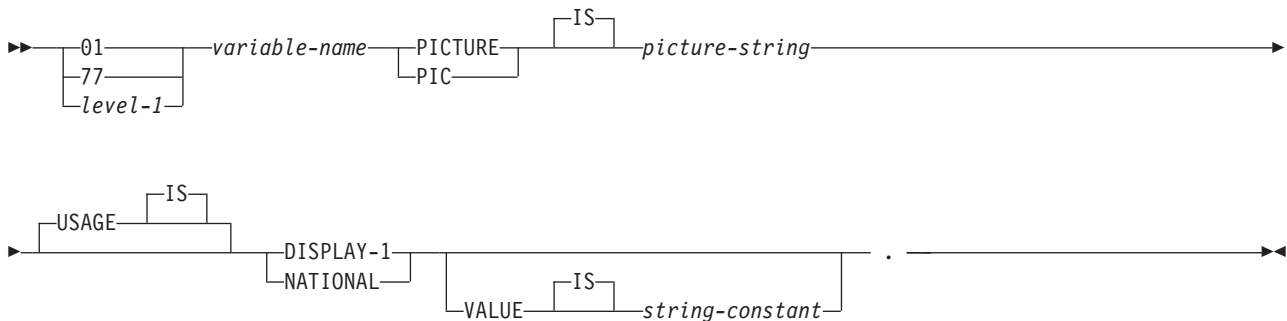 IS
01 variable-name PICTURE picture-string
77 PIC
level-1
IS
USAGE
DISPLAY-1 .
NATIONAL IS
VALUE string-constant